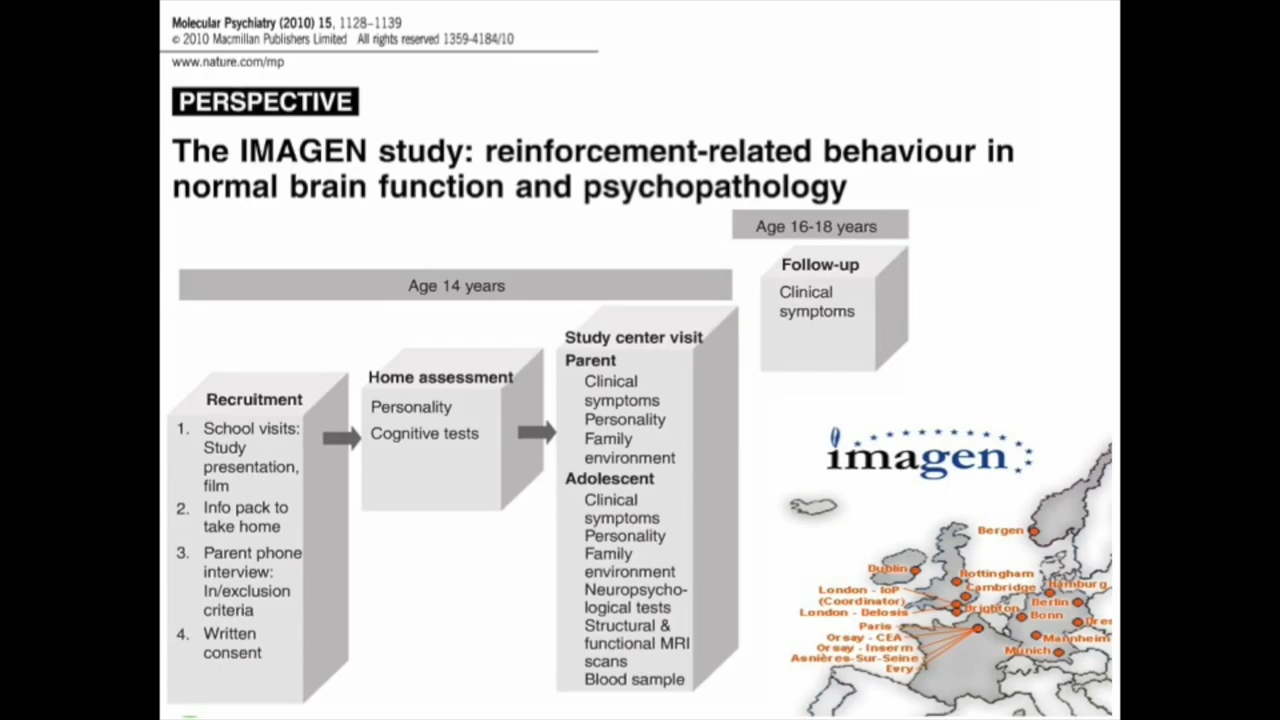 Molecular Psychiatry (2010) 15, 1128–1139
© 2010 Macmillan Publishers Limited All rights reserved 1359-4184/10
www.nature.com/mp
PERSPECTIVE
The IMAGEN study: reinforcement-related behaviour in
normal brain function and psychopathology
Age 16-18 years
Follow-up
Clinical
symptoms
Age 14 years
Recruitment
1. School visits:
Study
presentation,
film
2. Info pack to
take home
3. Parent phone
interview:
In/exclusion
criteria
4. Written
consent
Home assessment
Personality
Cognitive tests
Study center visit
Parent
Clinical
symptoms
Personality
Family
environment
Adolescent
Clinical
symptoms
Personality
Family
environment
Neuropsycho-
logical tests
Structural &
functional MRI
scans
Blood sample
imagen
Bergen
Dublin
Nottingham
Cambridge
Hamburg
London - IoP
(Coordinator)
London - Delosis
Brighton
Berlin
Bonn
Dres
Paris
Orsay - CEA
Orsay - Inserm
Asnières-Sur-Seine
Evry
Mannheim
Munich